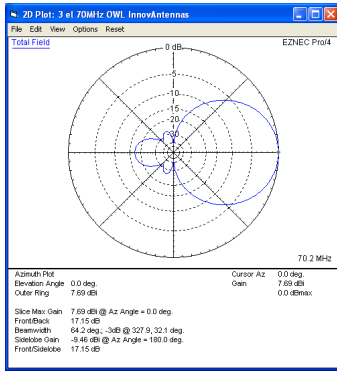 2D Plot: 3 el 70MHz OWL InnovAntennas
File Edit View Options Reset
Total Field
EZNEC Pro/4
0 dB
-5
-10
-15
-20
-30
70.2 MHz
Azimuth Plot Cursor Az 0.0 deg.
Elevation Angle 0.0 deg. Gain 7.69 dBi
Outer Ring 7.69 dBi 0.0 dBmax
Slice Max Gain 7.69 dBi @ Az Angle = 0.0 deg.
Front/Back 17.15 dB
Beamwidth 64.2 deg.; -3dB @ 327.9, 32.1 deg.
Sidelobe Gain -9.46 dBi @ Az Angle = 180.0 deg.
Front/Sidelobe 17.15 dB